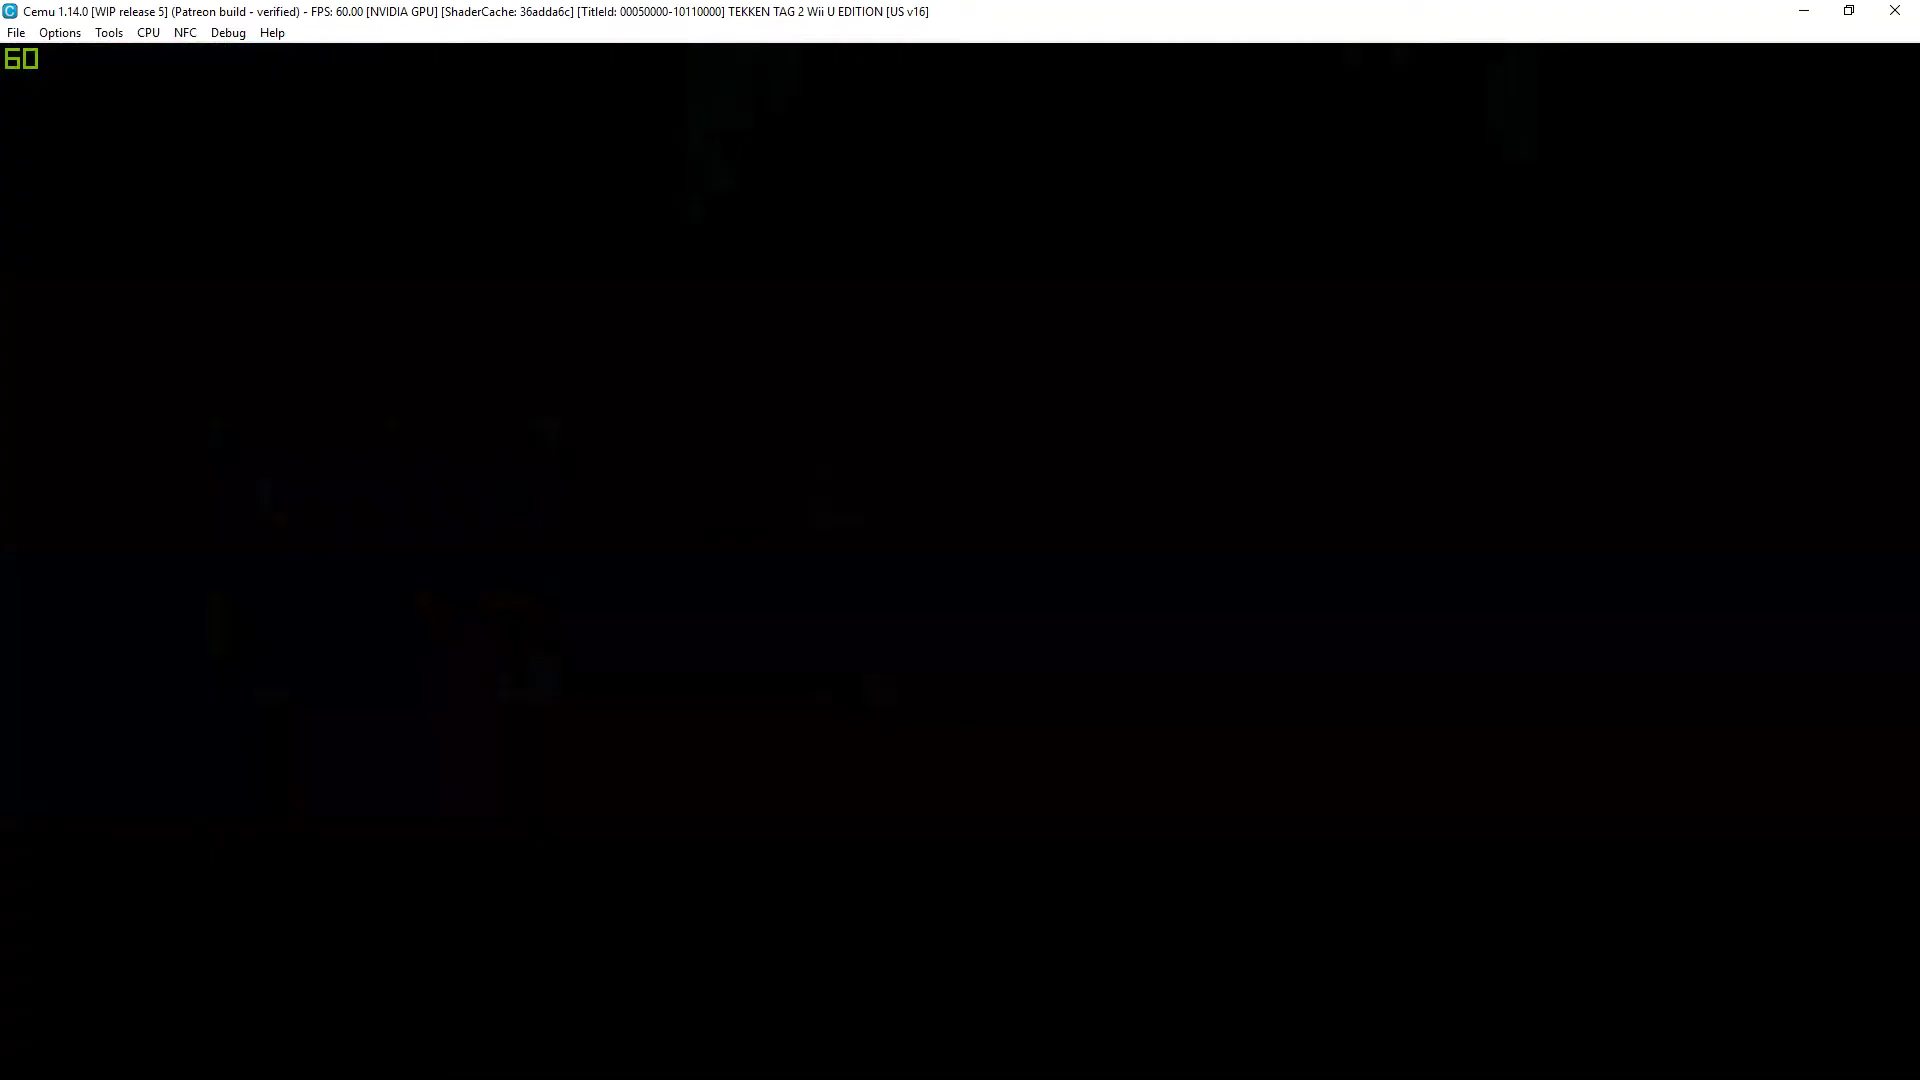 Cemu 1.14.0 [WIP release 5] (Patreon build - verified) - FPS: 60.00 [NVIDIA GPU] [ShaderCache: 36adda6c] [TitleId: 00050000-10110000] TEKKEN TAG 2 Wii U EDITION [US v16]
File Options Tools CPU NFC Debug Help
60